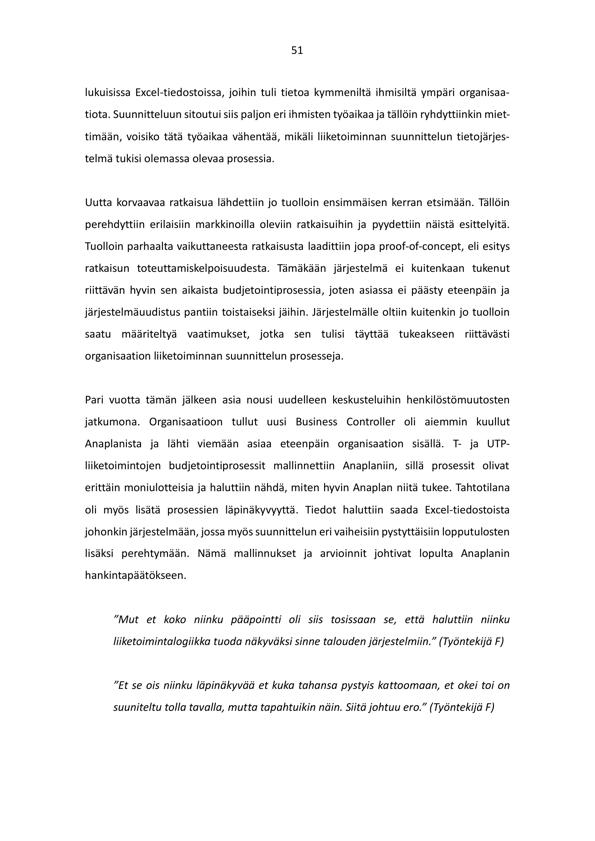 51
lukuisissa Excel-tiedostoissa, joihin tuli tietoa kymmeniltä ihmisiltä ympäri organisaa-
tiota. Suunnitteluun sitoutui siis paljon eri ihmisten työaikaa ja tällöin ryhdyttiinkin miet-
timään, voisiko tätä työaikaa vähentää, mikäli liiketoiminnan suunnittelun tietojärjes-
telmä tukisi olemassa olevaa prosessia.
Uutta korvaavaa ratkaisua lähdettiin jo tuolloin ensimmäisen kerran etsimään. Tällöin
perehdyttiin erilaisiin markkinoilla oleviin ratkaisuihin ja pyydettiin näistä esittelyitä.
Tuolloin parhaalta vaikuttaneesta ratkaisusta laadittiin jopa proof-of-concept, eli esitys
ratkaisun toteuttamiskelpoisuudesta. Tämäkään järjestelmä ei kuitenkaan tukenut
riittävän hyvin sen aikaista budjetointiprosessia, joten asiassa ei päästy eteenpäin ja
järjestelmäuudistus pantiin toistaiseksi jäihin. Järjestelmälle oltiin kuitenkin jo tuolloin
saatu määriteltyä vaatimukset, jotka sen tulisi täyttää tukeakseen riittävästi
organisaation liiketoiminnan suunnittelun prosesseja.
Pari vuotta tämän jälkeen asia nousi uudelleen keskusteluihin henkilöstömuutosten
jatkumona. Organisaatioon tullut uusi Business Controller oli aiemmin kuullut
Anaplanista ja lähti viemään asiaa eteenpäin organisaation sisällä. T- ja UTP-
liiketoimintojen budjetointiprosessit mallinnettiin Anaplaniin, sillä prosessit olivat
erittäin moniulotteisia ja haluttiin nähdä, miten hyvin Anaplan niitä tukee. Tahtotilana
oli myös lisätä prosessien läpinäkyvyyttä. Tiedot haluttiin saada Excel-tiedostoista
johonkin järjestelmään, jossa myös suunnittelun eri vaiheisiin pystyttäisiin lopputulosten
lisäksi perehtymään. Nämä mallinnukset ja arvioinnit johtivat lopulta Anaplanin
hankintapäätökseen.
”Mut et koko niinku pääpointti oli siis tosissaan se, että haluttiin niinku
liiketoimintalogiikka tuoda näkyväksi sinne talouden järjestelmiin.” (Työntekijä F)
”Et se ois niinku läpinäkyvää et kuka tahansa pystyis kattoomaan, et okei toi on
suuniteltu tolla tavalla, mutta tapahtuikin näin. Siitä johtuu ero.” (Työntekijä F)